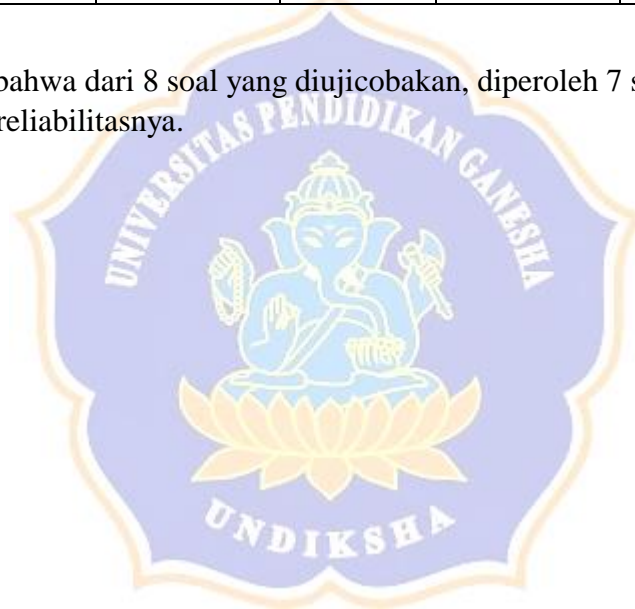 bahwa dari 8 soal yang diujicobakan, diperoleh 7 s
reliabilitasnya.
UNIVERSITAS PENDIDIKAN GANESHA
UNDIKSHA